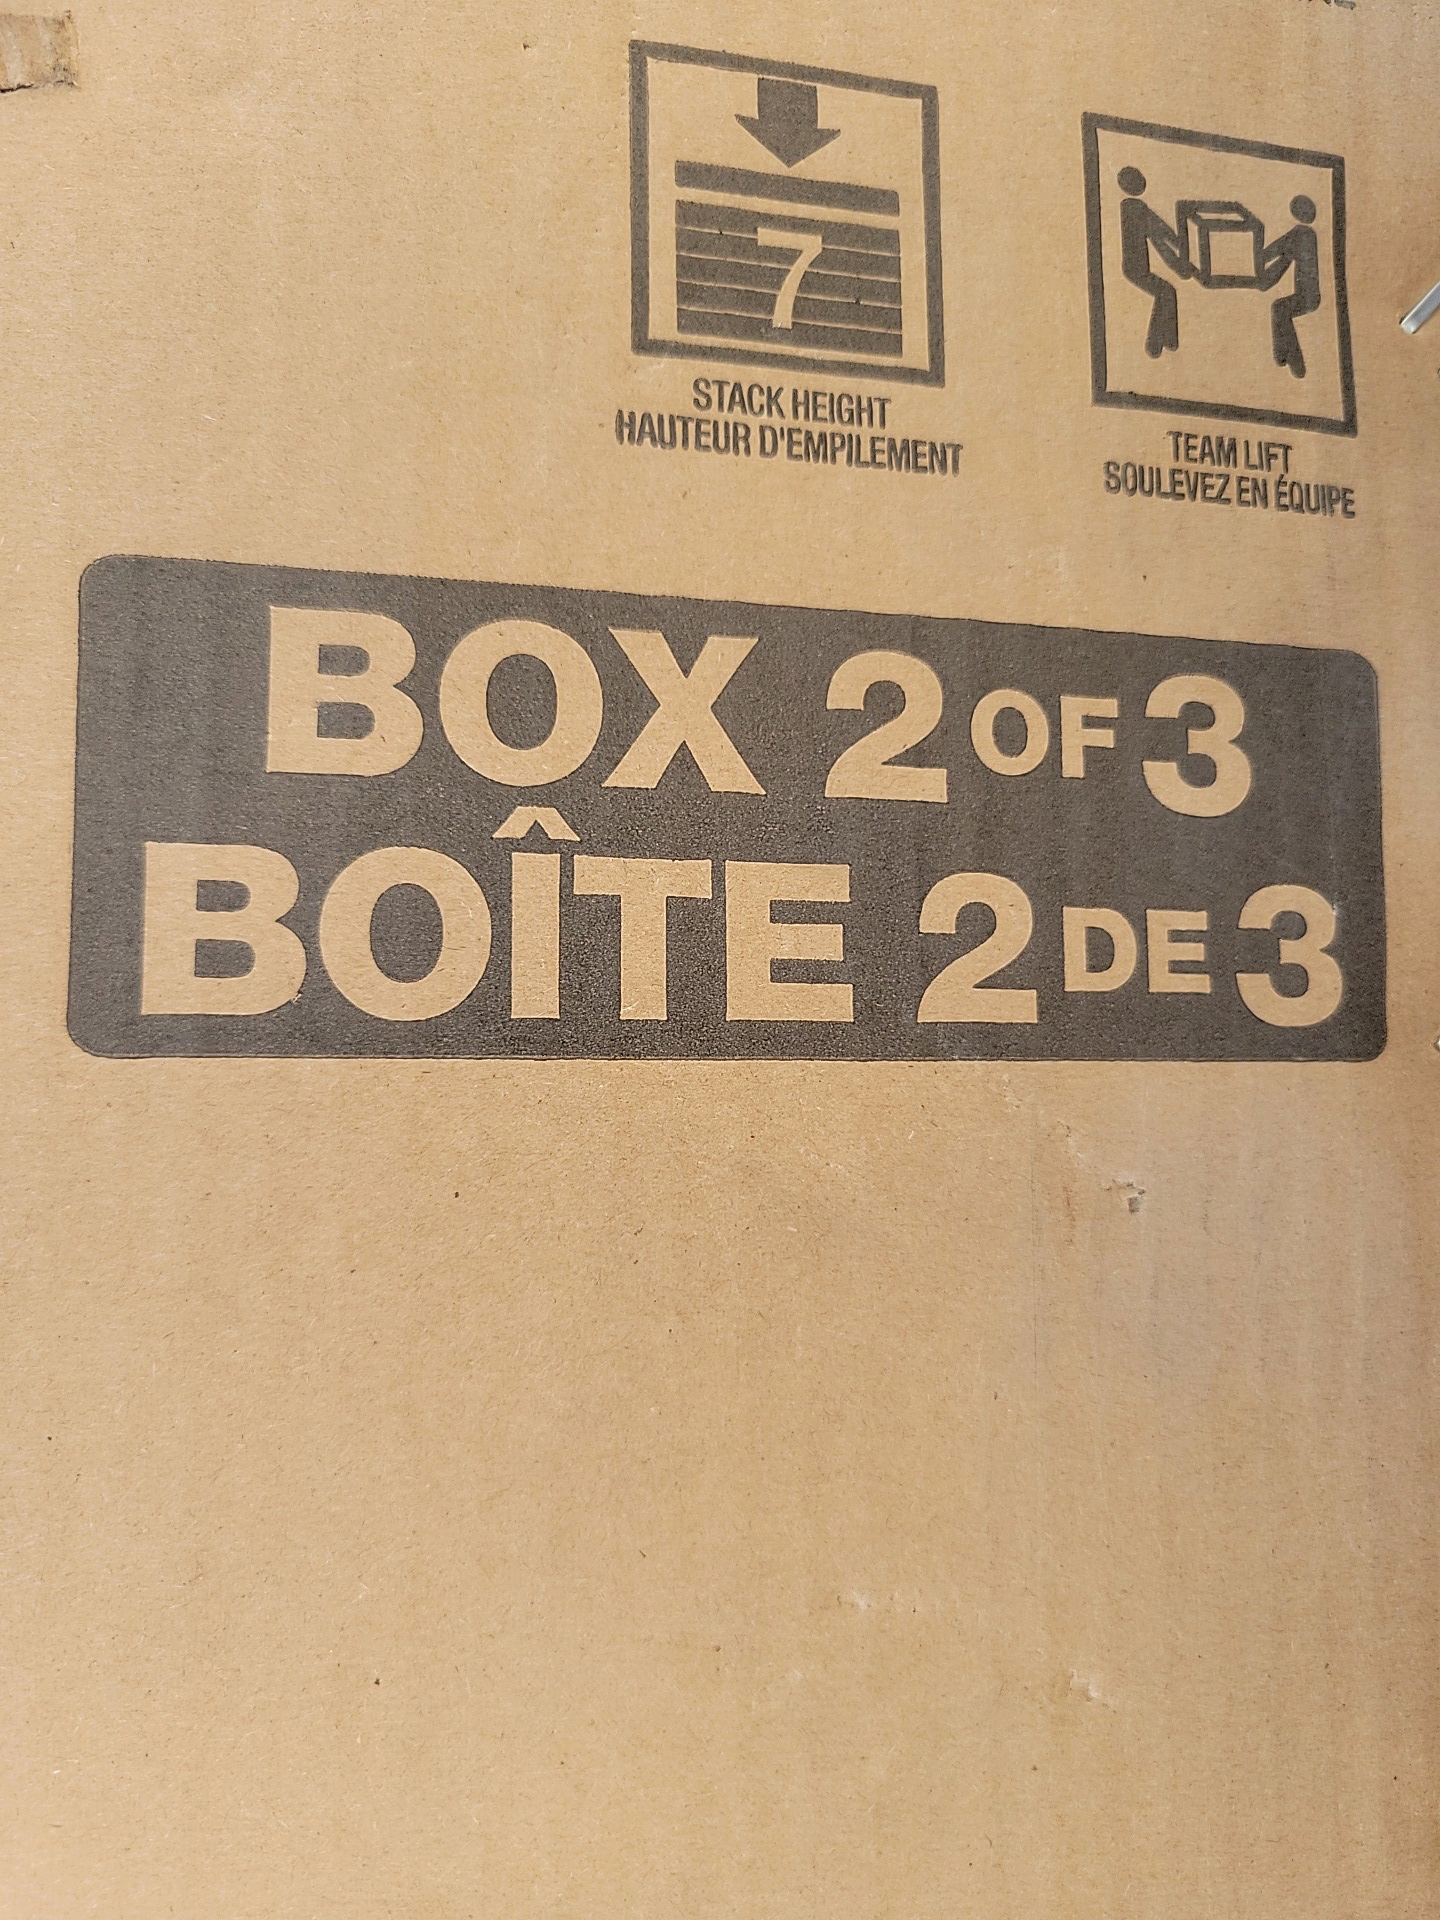 7
STACK HEIGHT
HAUTEUR D'EMPILEMENT
TEAM LIFT
SOULEVEZ EN ÉQUIPE
BOX 2 OF 3
BOÎTE 2 DE 3